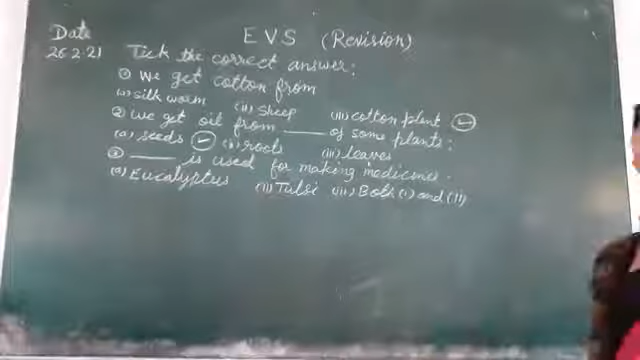 Date E V S (Revision)
26.2.21 Tick the correct answer:
① We get cotton from
(i) silk worm (ii) sheep (iii) cotton plant ✓
② We get oil from ______ of some plants:
(i) seeds ✓ (ii) roots (iii) leaves
③ ______ is used for making medicines.
(i) Eucalyptus (ii) Tulsi (iii) Both (i) and (ii)